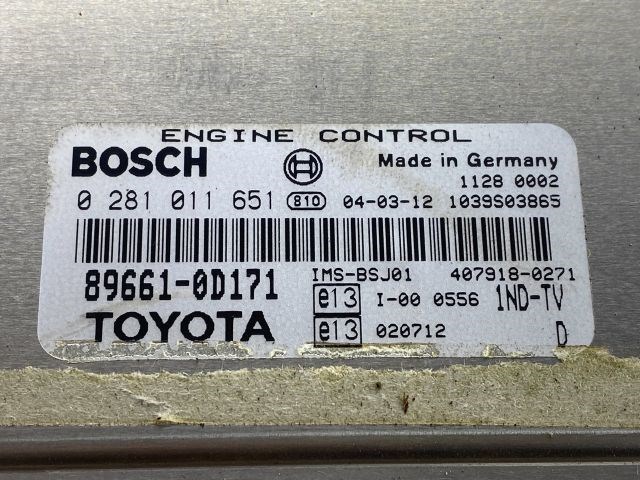 ENGINE CONTROL
BOSCH Made in Germany
1128 0002
0 281 011 651 810 04-03-12 1039S03865
IMS-BSJ01 407918-0271
89661-0D171 e13 I-00 0556 1ND-TV
TOYOTA e13 020712 D